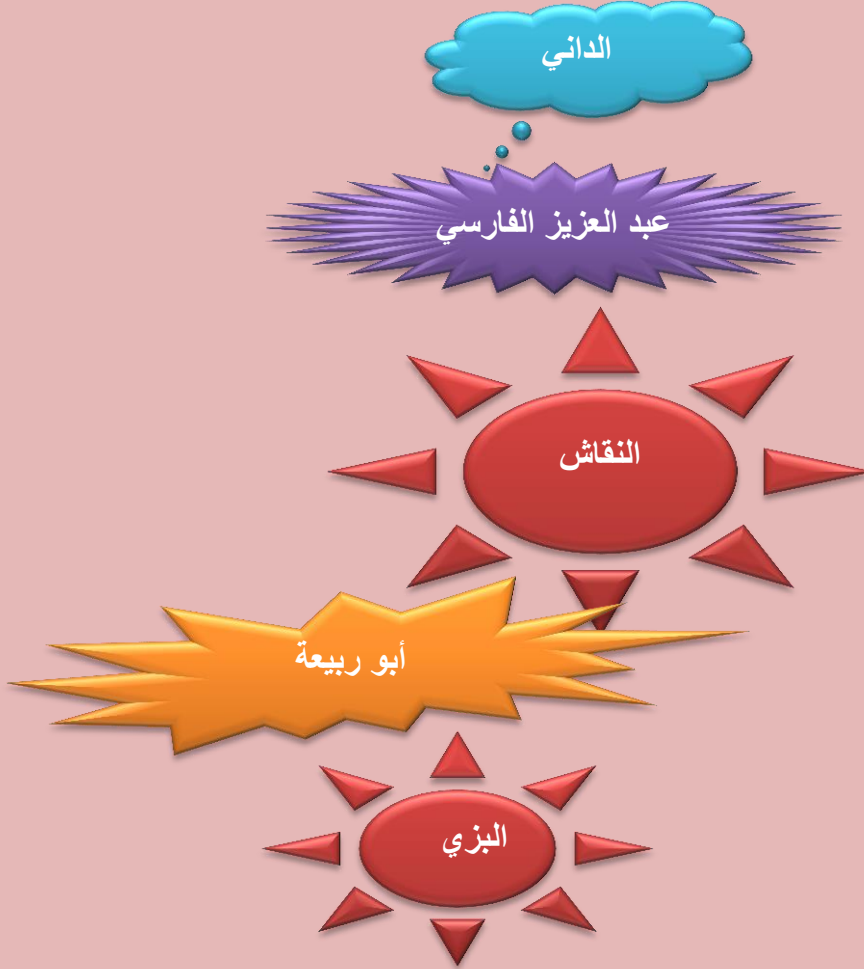 الداني
عبد العزيز الفارسي
النقاش
أبو ربيعة
البزي